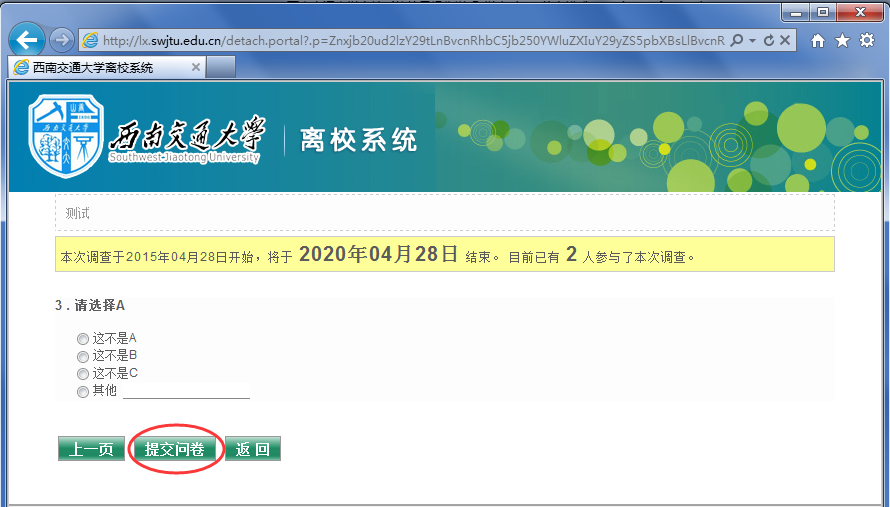 http://lx.swjtu.edu.cn/detach.portal?.p=Znxjb20ud2lzY29tLnBvcnRhbC5jb250YWluZXIuY29yZS5pbXBsLlBvcnR
西南交通大学离校系统
西南交通大学
Southwest Jiaotong University
离校系统
测试
本次调查于2015年04月28日开始，将于 2020年04月28日 结束。 目前已有 2 人参与了本次调查。
3 . 请选择A
这不是A
这不是B
这不是C
其他
上一页 提交问卷 返 回